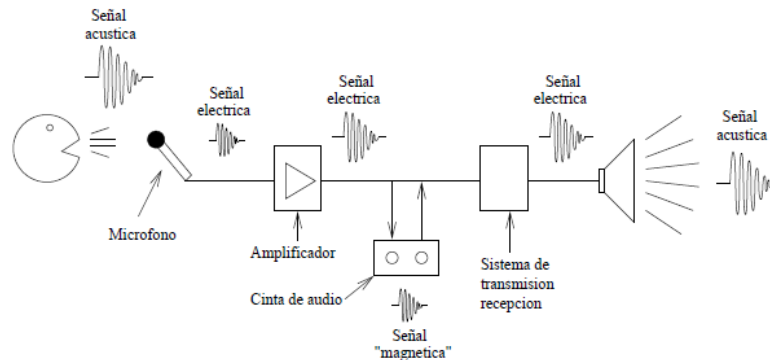 Señal
acustica
Señal
electrica
Señal
electrica
Señal
electrica
Señal
acustica
Microfono
Amplificador
Cinta de audio
Sistema de
transmision
recepcion
Señal
"magnetica"